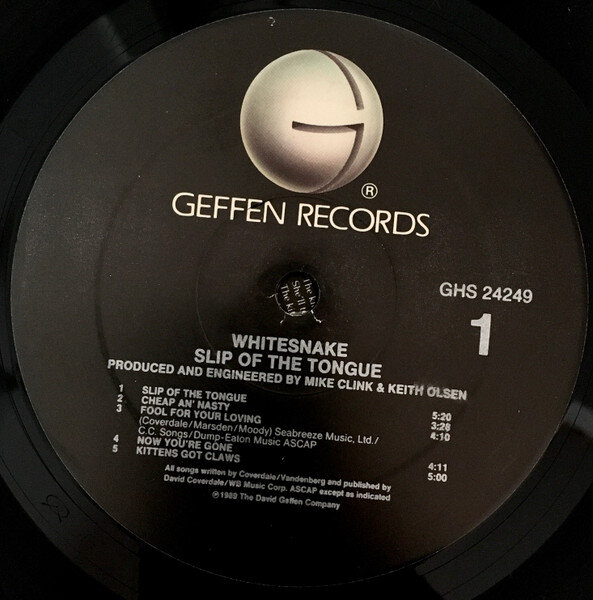 ®
GEFFEN RECORDS
GHS 24249
1
The k
She'll
The k
WHITESNAKE
SLIP OF THE TONGUE
PRODUCED AND ENGINEERED BY MIKE CLINK & KEITH OLSEN
1 SLIP OF THE TONGUE 5:20
2 CHEAP AN' NASTY 3:28
3 FOOL FOR YOUR LOVING 4:10
(Coverdale/Marsden/Moody) Seabreeze Music, Ltd./
C.C. Songs/Dump-Eaton Music ASCAP
4 NOW YOU'RE GONE 4:11
5 KITTENS GOT CLAWS 5:00
All songs written by Coverdale/Vandenberg and published by
David Coverdale/WB Music Corp. ASCAP except as indicated
℗1989 The David Geffen Company